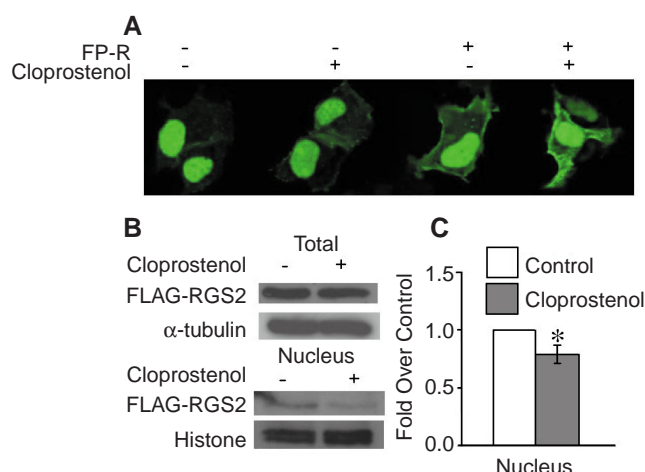 A
FP-R - - + +
Cloprostenol - + - +
B
Total
Cloprostenol - +
FLAG-RGS2
α-tubulin
Nucleus
Cloprostenol - +
FLAG-RGS2
Histone
C
Control
Cloprostenol
Fold Over Control
1.5
1.0
*
0.5
0.0
Nucleus